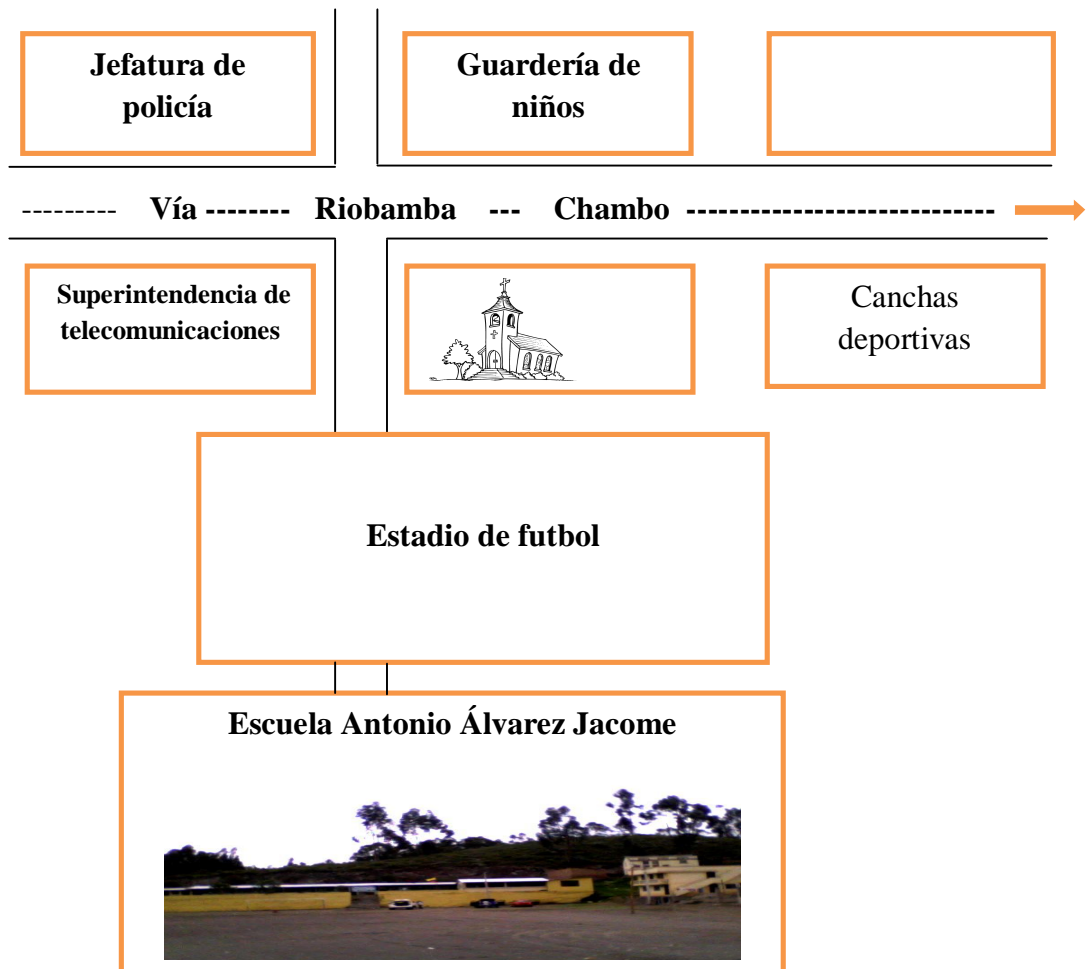 Jefatura de
policía
Guardería de
niños
--------- Vía -------- Riobamba --- Chambo -----------------------------
Superintendencia de
telecomunicaciones
Canchas
deportivas
Estadio de futbol
Escuela Antonio Álvarez Jacome